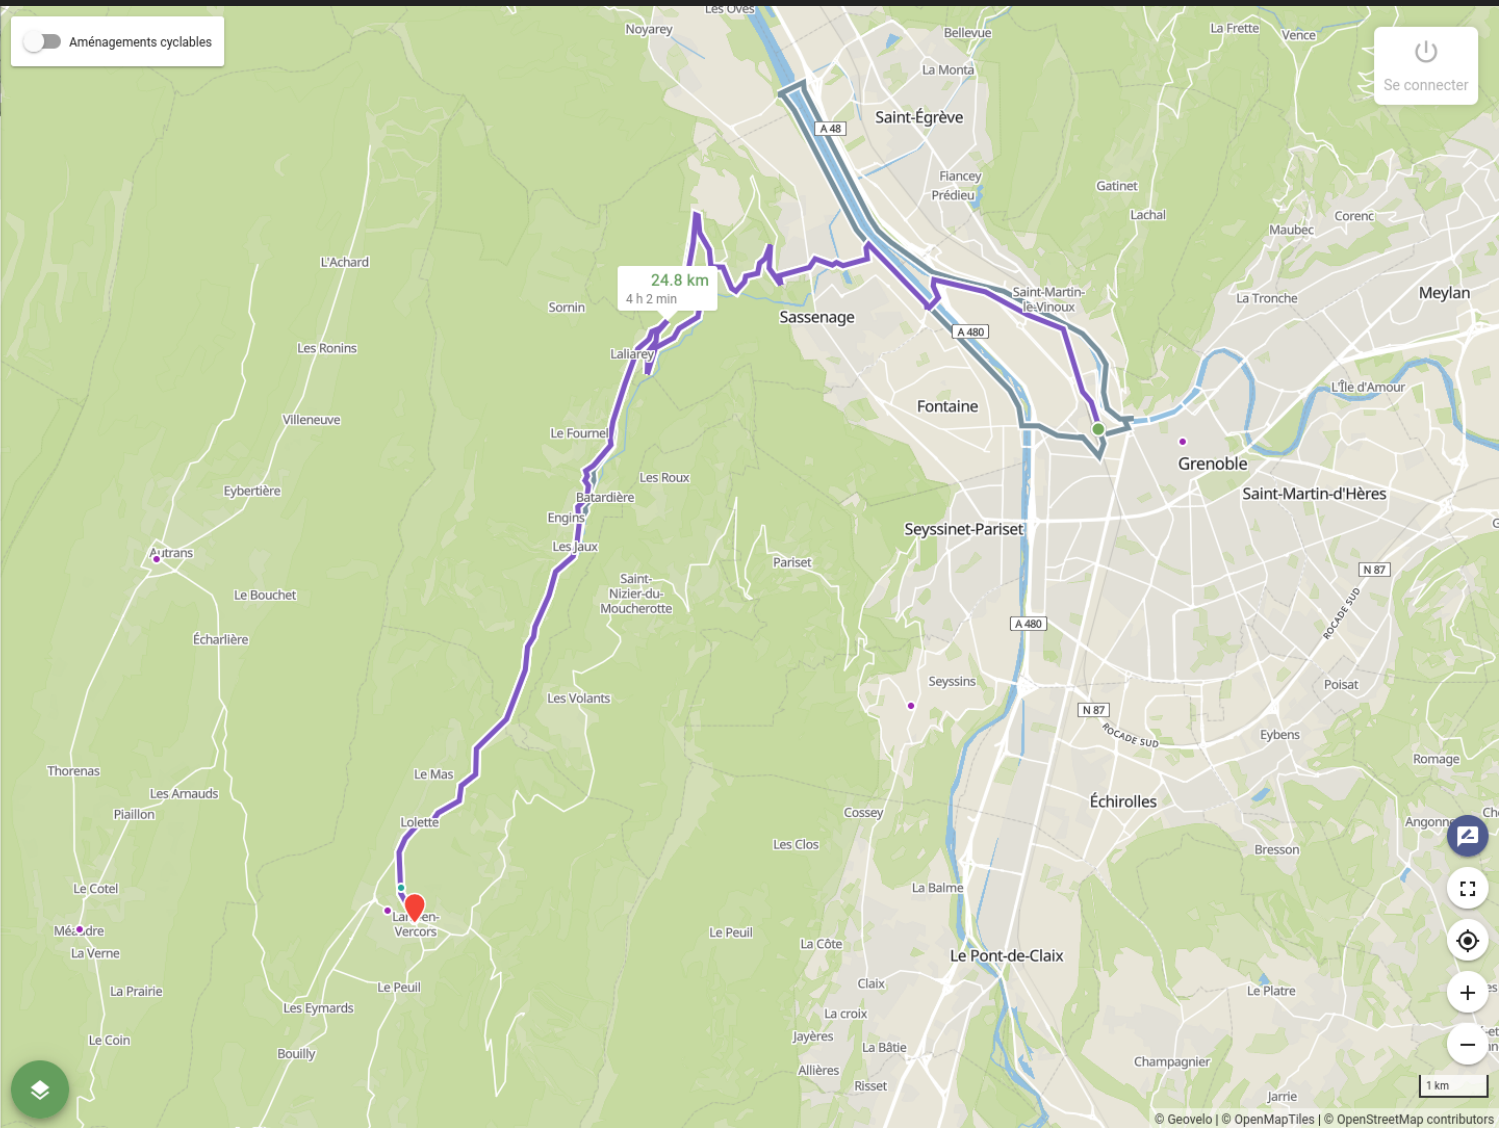 Les Oves
Noyarey
Bellevue
La Frette
Vence
Aménagements cyclables
La Monta
Se connecter
Saint-Égrève
A 48
Fiancey
Prédieu
Gatinet
Lachal
Corenc
Maubec
L'Achard
24.8 km
4 h 2 min
Sornin
Saint-Martin-
le-Vinoux
La Tronche
Meylan
Sassenage
A 480
Les Ronins
Lallarey
L'Île d'Amour
Fontaine
Villeneuve
Le Fournel
Grenoble
Les Roux
Eybertière
Batardière
Saint-Martin-d'Hères
Engins
Seyssinet-Pariset
Les Jaux
Autrans
Pariset
N 87
Saint-
Nizier-du-
Moucherotte
Le Bouchet
ROCADE SUD
A 480
Écharlière
Seyssins
Poisat
Les Volants
N 87
ROCADE SUD
Eybens
Romage
Thorenas
Le Mas
Les Arnauds
Piaillon
Échirolles
Cossey
Lolette
Angonne
Les Clos
Bresson
Le Cotel
La Balme
Lans-en-
Vercors
Méaudre
Le Peuil
La Côte
La Verne
Le Pont-de-Claix
Claix
Le Peuil
La Prairie
Le Platre
Les Eymards
La croix
Jayères
Le Coin
La Bâtie
Bouilly
Champagnier
Allières
Risset
1 km
Jarrie
© Geovelo | © OpenMapTiles | © OpenStreetMap contributors